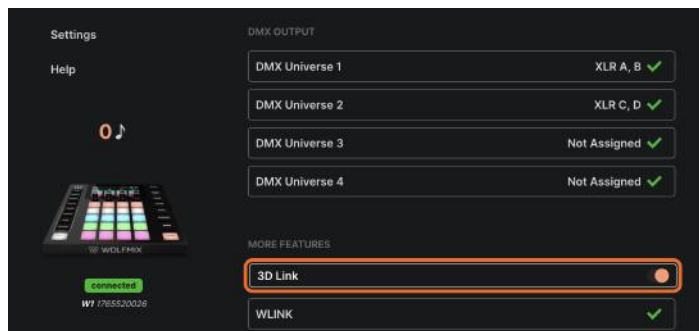 Settings
Help
0♪
WOLFMIX
connected
W1 1765520026
DMX OUTPUT
DMX Universe 1 XLR A, B ✓
DMX Universe 2 XLR C, D ✓
DMX Universe 3 Not Assigned ✓
DMX Universe 4 Not Assigned ✓
MORE FEATURES
3D Link
WLINK ✓